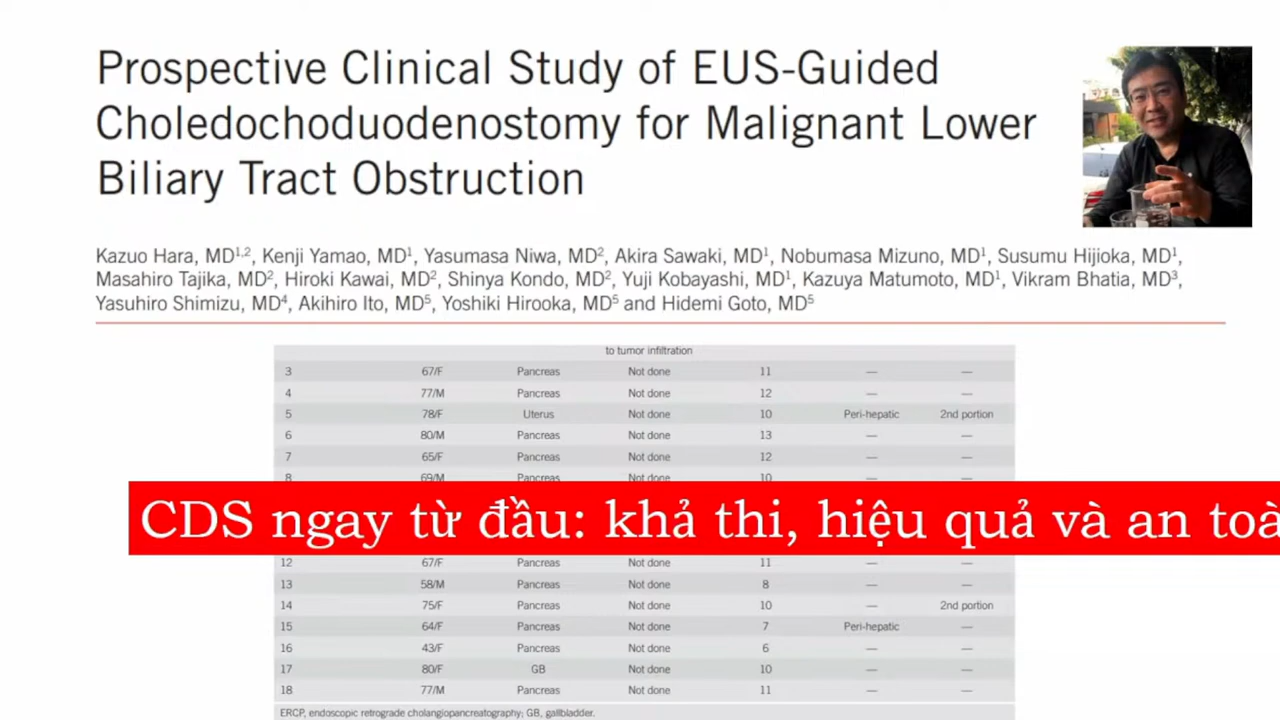 Prospective Clinical Study of EUS-Guided
Choledochoduodenostomy for Malignant Lower
Biliary Tract Obstruction
Kazuo Hara, MD1,2, Kenji Yamao, MD1, Yasumasa Niwa, MD2, Akira Sawaki, MD1, Nobumasa Mizuno, MD1, Susumu Hijioka, MD1,
Masahiro Tajika, MD2, Hiroki Kawai, MD2, Shinya Kondo, MD2, Yuji Kobayashi, MD1, Kazuya Matumoto, MD1, Vikram Bhatia, MD3,
Yasuhiro Shimizu, MD4, Akihiro Ito, MD5, Yoshiki Hirooka, MD5 and Hidemi Goto, MD5
to tumor infiltration
3 67/F Pancreas Not done 11 — —
4 77/M Pancreas Not done 12 — —
5 78/F Uterus Not done 10 Peri-hepatic 2nd portion
6 80/M Pancreas Not done 13 — —
7 65/F Pancreas Not done 12 — —
8 69/M Pancreas Not done 10 — —
CDS ngay từ đầu: khả thi, hiệu quả và an toà
12 67/F Pancreas Not done 11 — —
13 58/M Pancreas Not done 8 — —
14 75/F Pancreas Not done 10 — 2nd portion
15 64/F Pancreas Not done 7 Peri-hepatic —
16 43/F Pancreas Not done 6 — —
17 80/F GB Not done 10 — —
18 77/M Pancreas Not done 11 — —
ERCP, endoscopic retrograde cholangiopancreatography; GB, gallbladder.